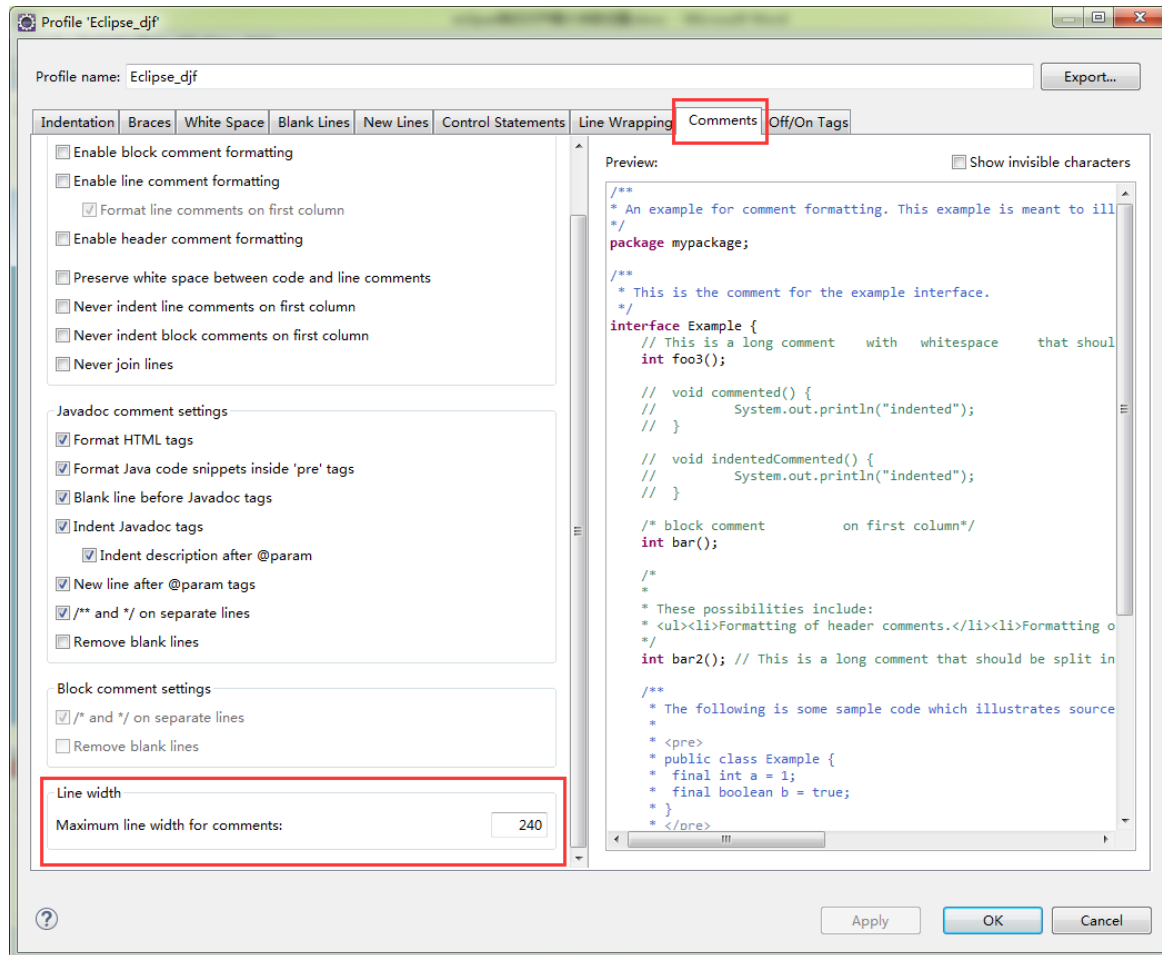 Profile 'Eclipse_djf'
Profile name: Eclipse_djf Export...
Indentation Braces White Space Blank Lines New Lines Control Statements Line Wrapping Comments Off/On Tags
Enable block comment formatting
Enable line comment formatting
Format line comments on first column
Enable header comment formatting
Preserve white space between code and line comments
Never indent line comments on first column
Never indent block comments on first column
Never join lines
Javadoc comment settings
Format HTML tags
Format Java code snippets inside 'pre' tags
Blank line before Javadoc tags
Indent Javadoc tags
Indent description after @param
New line after @param tags
/** and */ on separate lines
Remove blank lines
Block comment settings
/* and */ on separate lines
Remove blank lines
Line width
Maximum line width for comments: 240
Preview: Show invisible characters
/**
* An example for comment formatting. This example is meant to ill
*/
package mypackage;
/**
* This is the comment for the example interface.
*/
interface Example {
// This is a long comment with whitespace that shoul
int foo3();
// void commented() {
// System.out.println("indented");
// }
// void indentedCommented() {
// System.out.println("indented");
// }
/* block comment on first column*/
int bar();
/*
*
* These possibilities include:
* <ul><li>Formatting of header comments.</li><li>Formatting o
*/
int bar2(); // This is a long comment that should be split in
/**
* The following is some sample code which illustrates source
*
* <pre>
* public class Example {
* final int a = 1;
* final boolean b = true;
* }
* </pre>
Apply OK Cancel